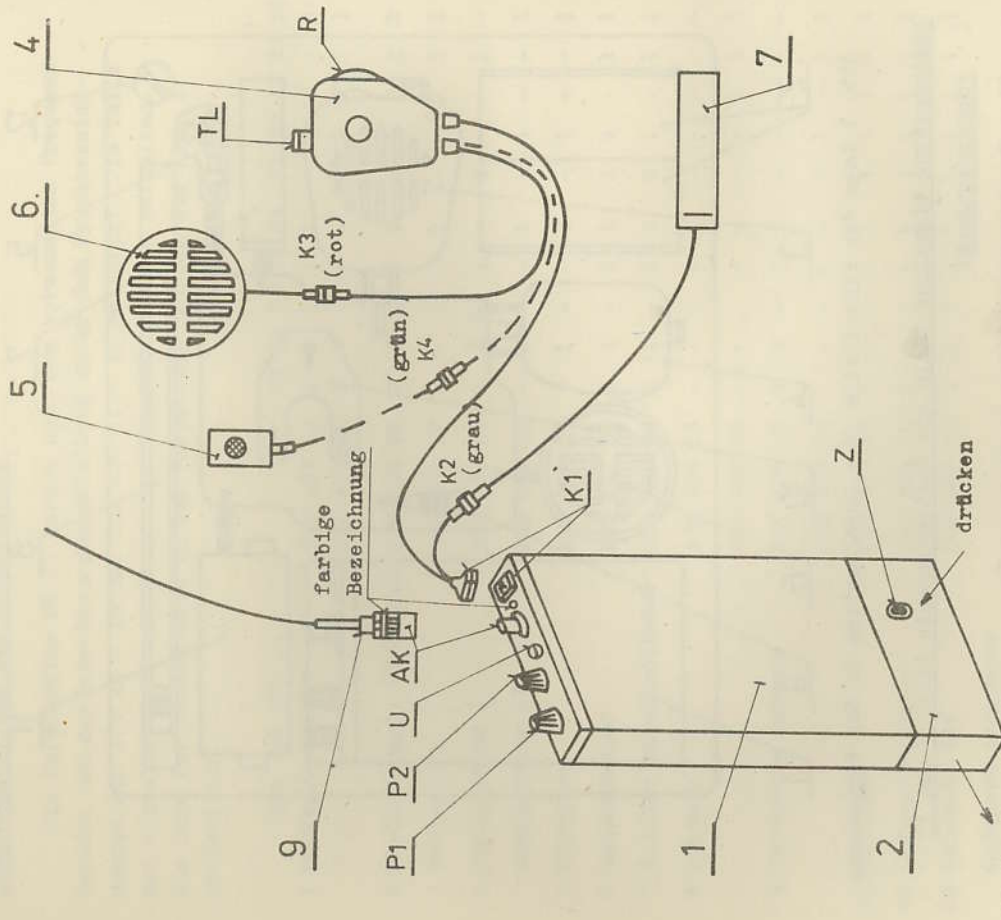 4
R
TL
6.
K3
(rot)
7
5
(grün)
K4
K2
(grau)
farbige
Bezeichnung
K1
Z
drücken
9
AK
U
P2
P1
1
2